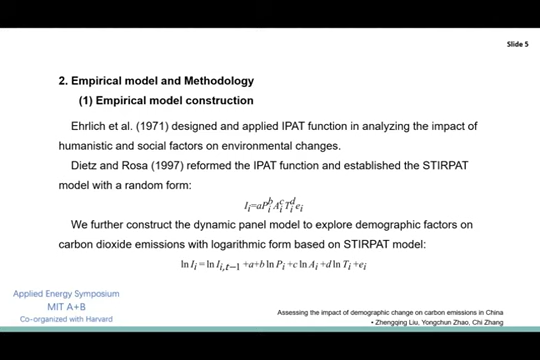 Slide 5
2. Empirical model and Methodology
(1) Empirical model construction
Ehrlich et al. (1971) designed and applied IPAT function in analyzing the impact of
humanistic and social factors on environmental changes.
Dietz and Rosa (1997) reformed the IPAT function and established the STIRPAT
model with a random form:
I_i=aP_i^b A_i^c T_i^d e_i
We further construct the dynamic panel model to explore demographic factors on
carbon dioxide emissions with logarithmic form based on STIRPAT model:
ln I_i = ln I_{i,t−1} +a+b ln P_i +c ln A_i +d ln T_i +e_i
Applied Energy Symposium
MIT A+B
Co-organized with Harvard
Assessing the impact of demographic change on carbon emissions in China
• Zhengqing Liu, Yongchun Zhao, Chi Zhang